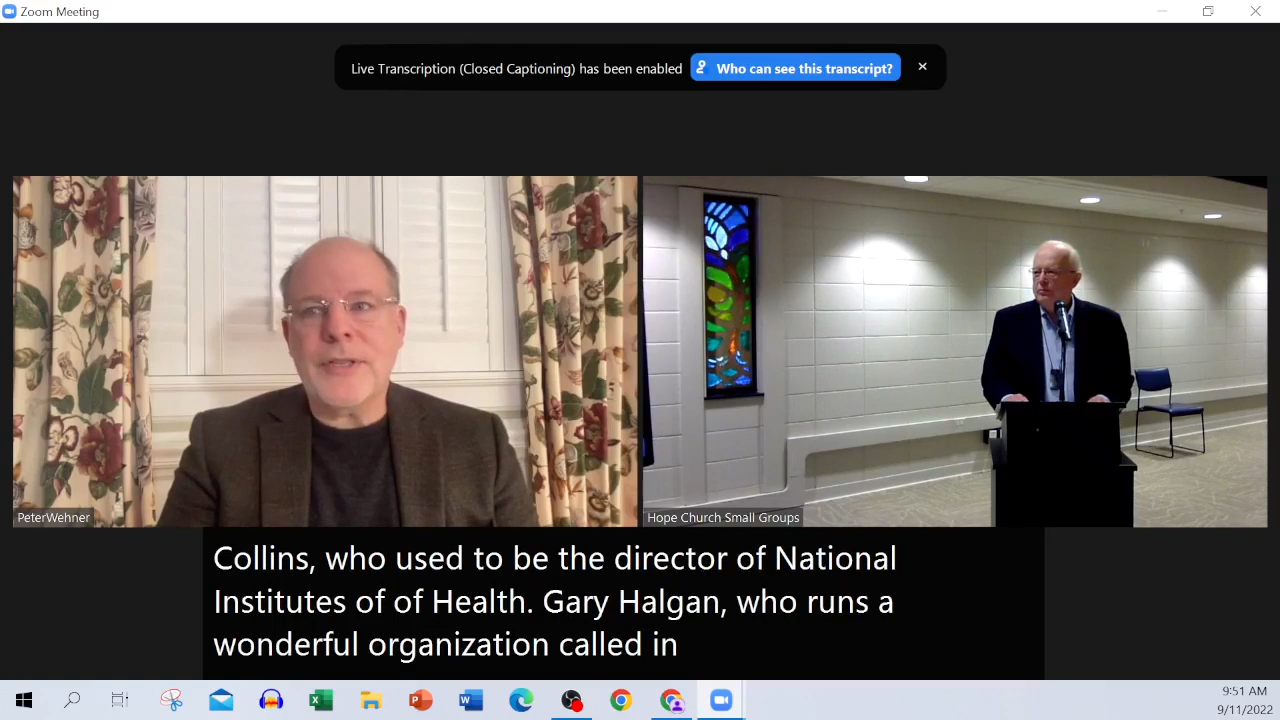 Zoom Meeting
Live Transcription (Closed Captioning) has been enabled
Who can see this transcript?
PeterWehner
Hope Church Small Groups
Collins, who used to be the director of National
Institutes of of Health. Gary Halgan, who runs a
wonderful organization called in
9:51 AM
9/11/2022